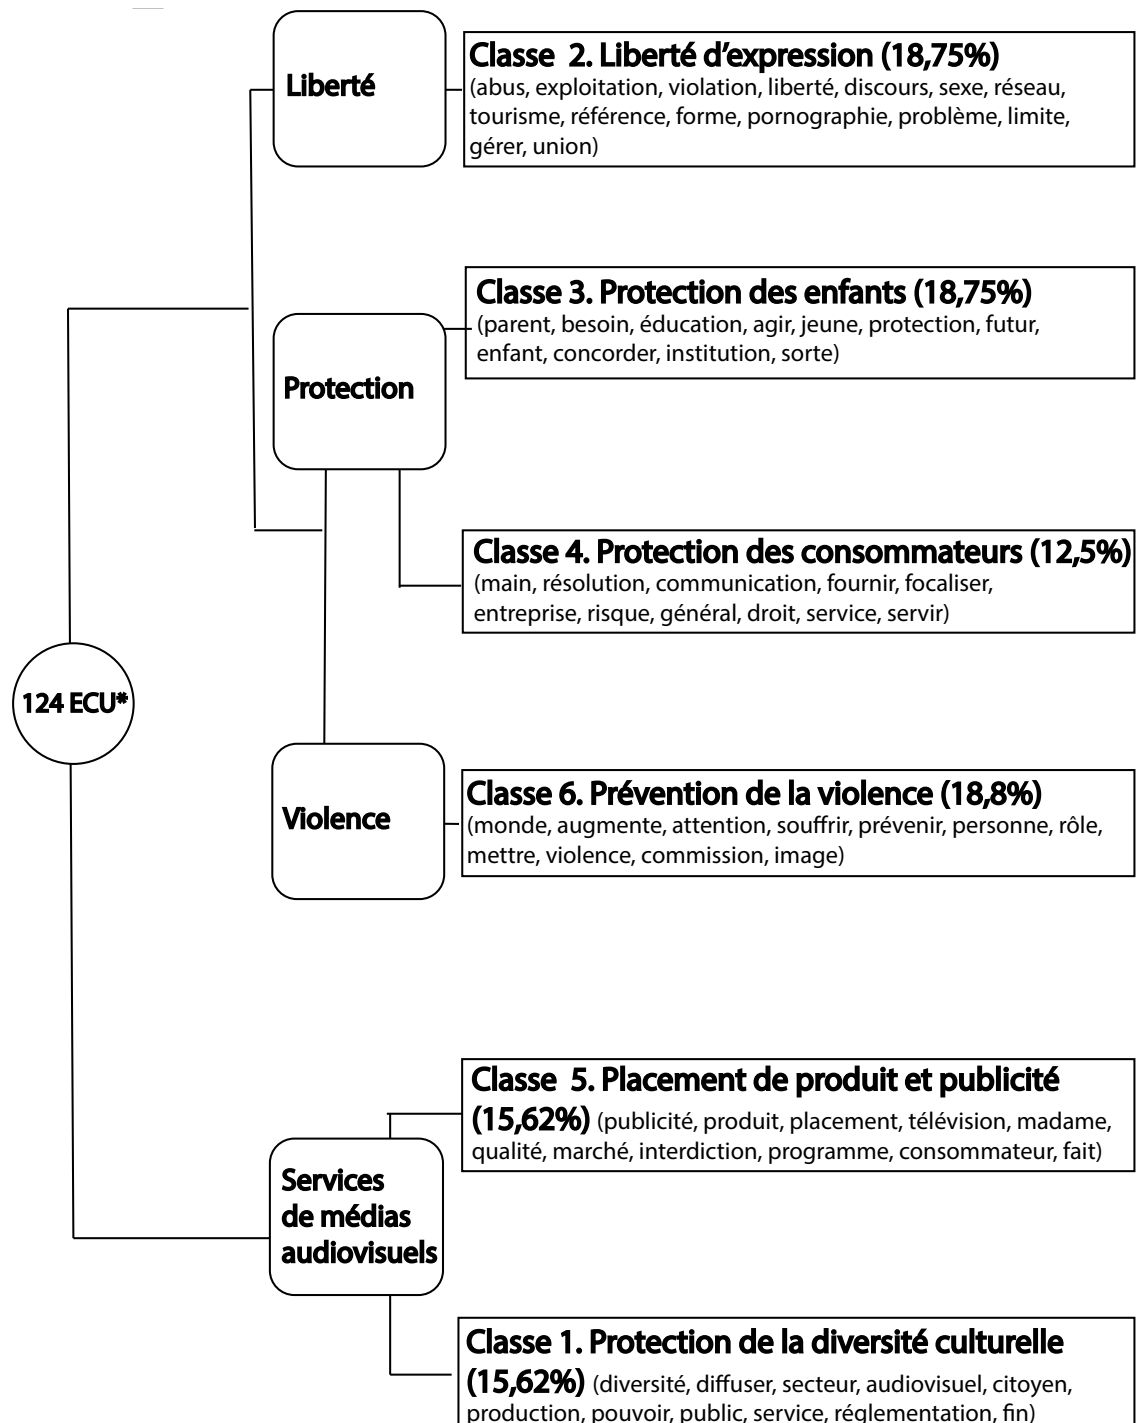 Liberté
Classe 2. Liberté d'expression (18,75%)
(abus, exploitation, violation, liberté, discours, sexe, réseau,
tourisme, référence, forme, pornographie, problème, limite,
gérer, union)
Classe 3. Protection des enfants (18,75%)
(parent, besoin, éducation, agir, jeune, protection, futur,
enfant, concorder, institution, sorte)
Protection
Classe 4. Protection des consommateurs (12,5%)
(main, résolution, communication, fournir, focaliser,
entreprise, risque, général, droit, service, servir)
124 ECU*
Classe 6. Prévention de la violence (18,8%)
(monde, augmente, attention, souffrir, prévenir, personne, rôle,
mettre, violence, commission, image)
Violence
Classe 5. Placement de produit et publicité
(15,62%) (publicité, produit, placement, télévision, madame,
qualité, marché, interdiction, programme, consommateur, fait)
Services
de médias
audiovisuels
Classe 1. Protection de la diversité culturelle
(15,62%) (diversité, diffuser, secteur, audiovisuel, citoyen,
production, pouvoir, public, service, réglementation, fin)